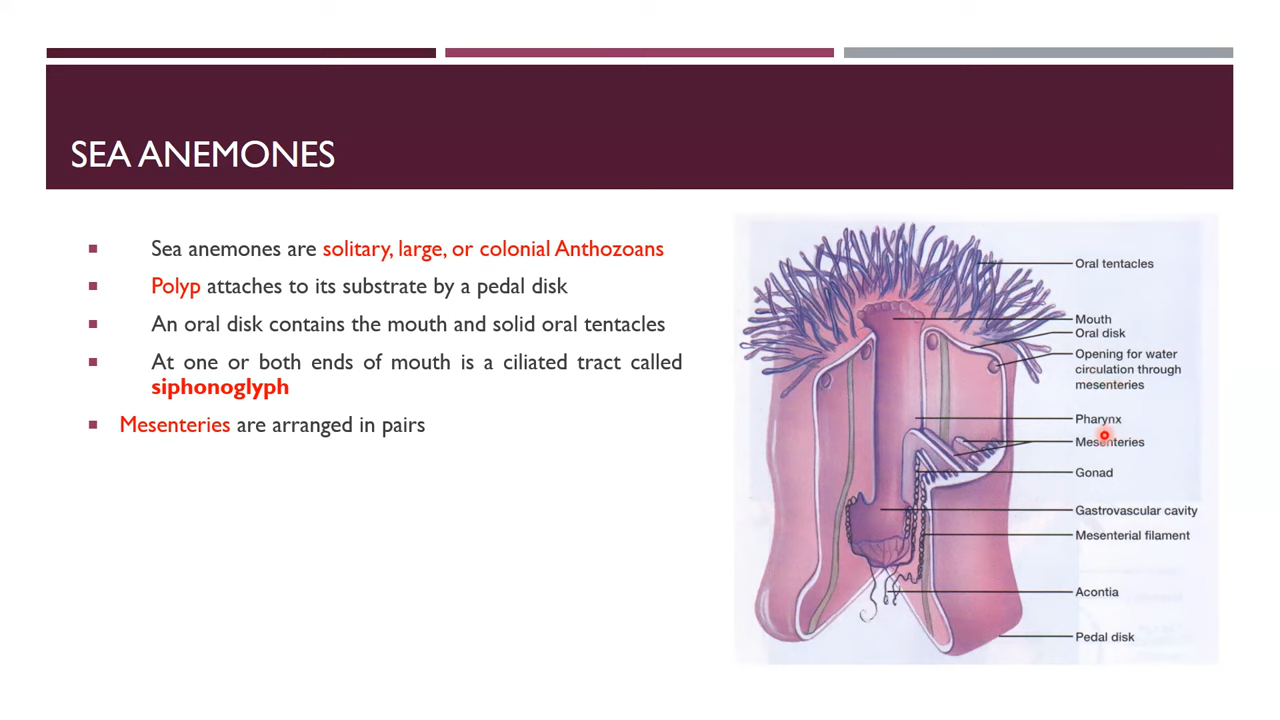 SEA ANEMONES
Sea anemones are solitary, large, or colonial Anthozoans
Polyp attaches to its substrate by a pedal disk
An oral disk contains the mouth and solid oral tentacles
At one or both ends of mouth is a ciliated tract called
siphonoglyph
Mesenteries are arranged in pairs
Oral tentacles
Mouth
Oral disk
Opening for water
circulation through
mesenteries
Pharynx
Mesenteries
Gonad
Gastrovascular cavity
Mesenterial filament
Acontia
Pedal disk